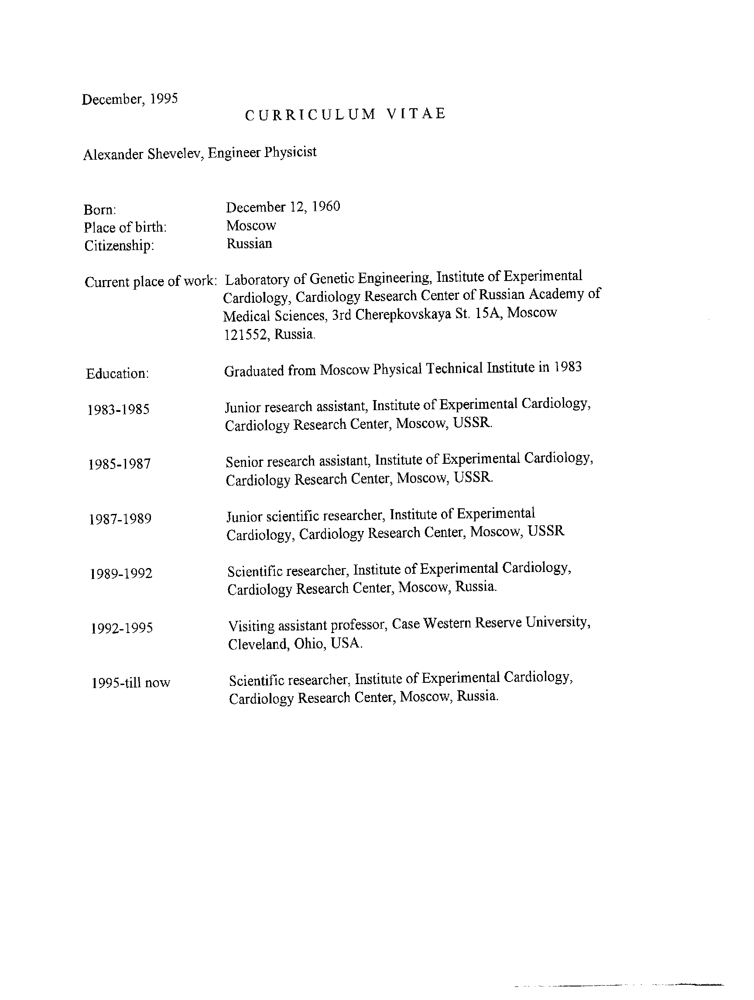 December, 1995
CURRICULUM VITAE
Alexander Shevelev, Engineer Physicist
Born: December 12, 1960
Place of birth: Moscow
Citizenship: Russian
Current place of work: Laboratory of Genetic Engineering, Institute of Experimental
Cardiology, Cardiology Research Center of Russian Academy of
Medical Sciences, 3rd Cherepkovskaya St. 15A, Moscow
121552, Russia.
Education: Graduated from Moscow Physical Technical Institute in 1983
1983-1985 Junior research assistant, Institute of Experimental Cardiology,
Cardiology Research Center, Moscow, USSR.
1985-1987 Senior research assistant, Institute of Experimental Cardiology,
Cardiology Research Center, Moscow, USSR.
1987-1989 Junior scientific researcher, Institute of Experimental
Cardiology, Cardiology Research Center, Moscow, USSR
1989-1992 Scientific researcher, Institute of Experimental Cardiology,
Cardiology Research Center, Moscow, Russia.
1992-1995 Visiting assistant professor, Case Western Reserve University,
Cleveland, Ohio, USA.
1995-till now Scientific researcher, Institute of Experimental Cardiology,
Cardiology Research Center, Moscow, Russia.